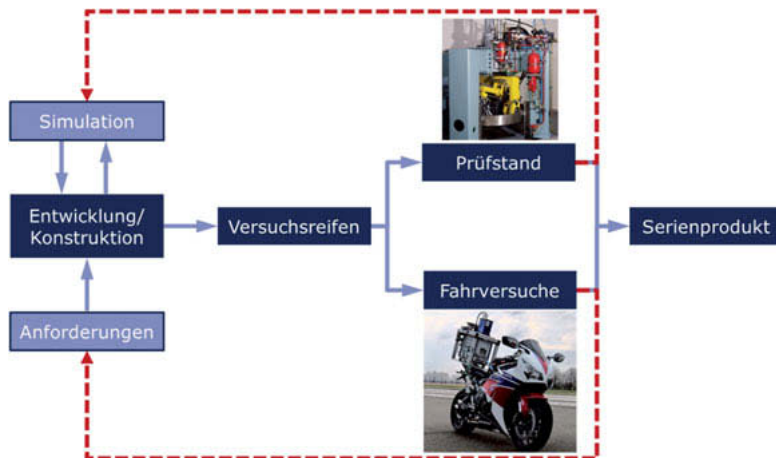 Simulation
Entwicklung/
Konstruktion
Anforderungen
Versuchsreifen
Prüfstand
Fahrversuche
Serienprodukt